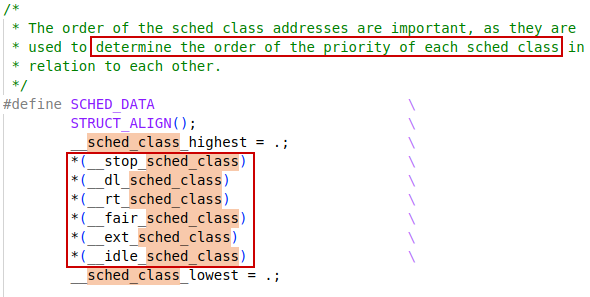 /*
 * The order of the sched class addresses are important, as they are
 * used to determine the order of the priority of each sched class in
 * relation to each other.
 */
#define SCHED_DATA \
	STRUCT_ALIGN(); \
	__sched_class_highest = .; \
	*(__stop_sched_class) \
	*(__dl_sched_class) \
	*(__rt_sched_class) \
	*(__fair_sched_class) \
	*(__ext_sched_class) \
	*(__idle_sched_class) \
	__sched_class_lowest = .;